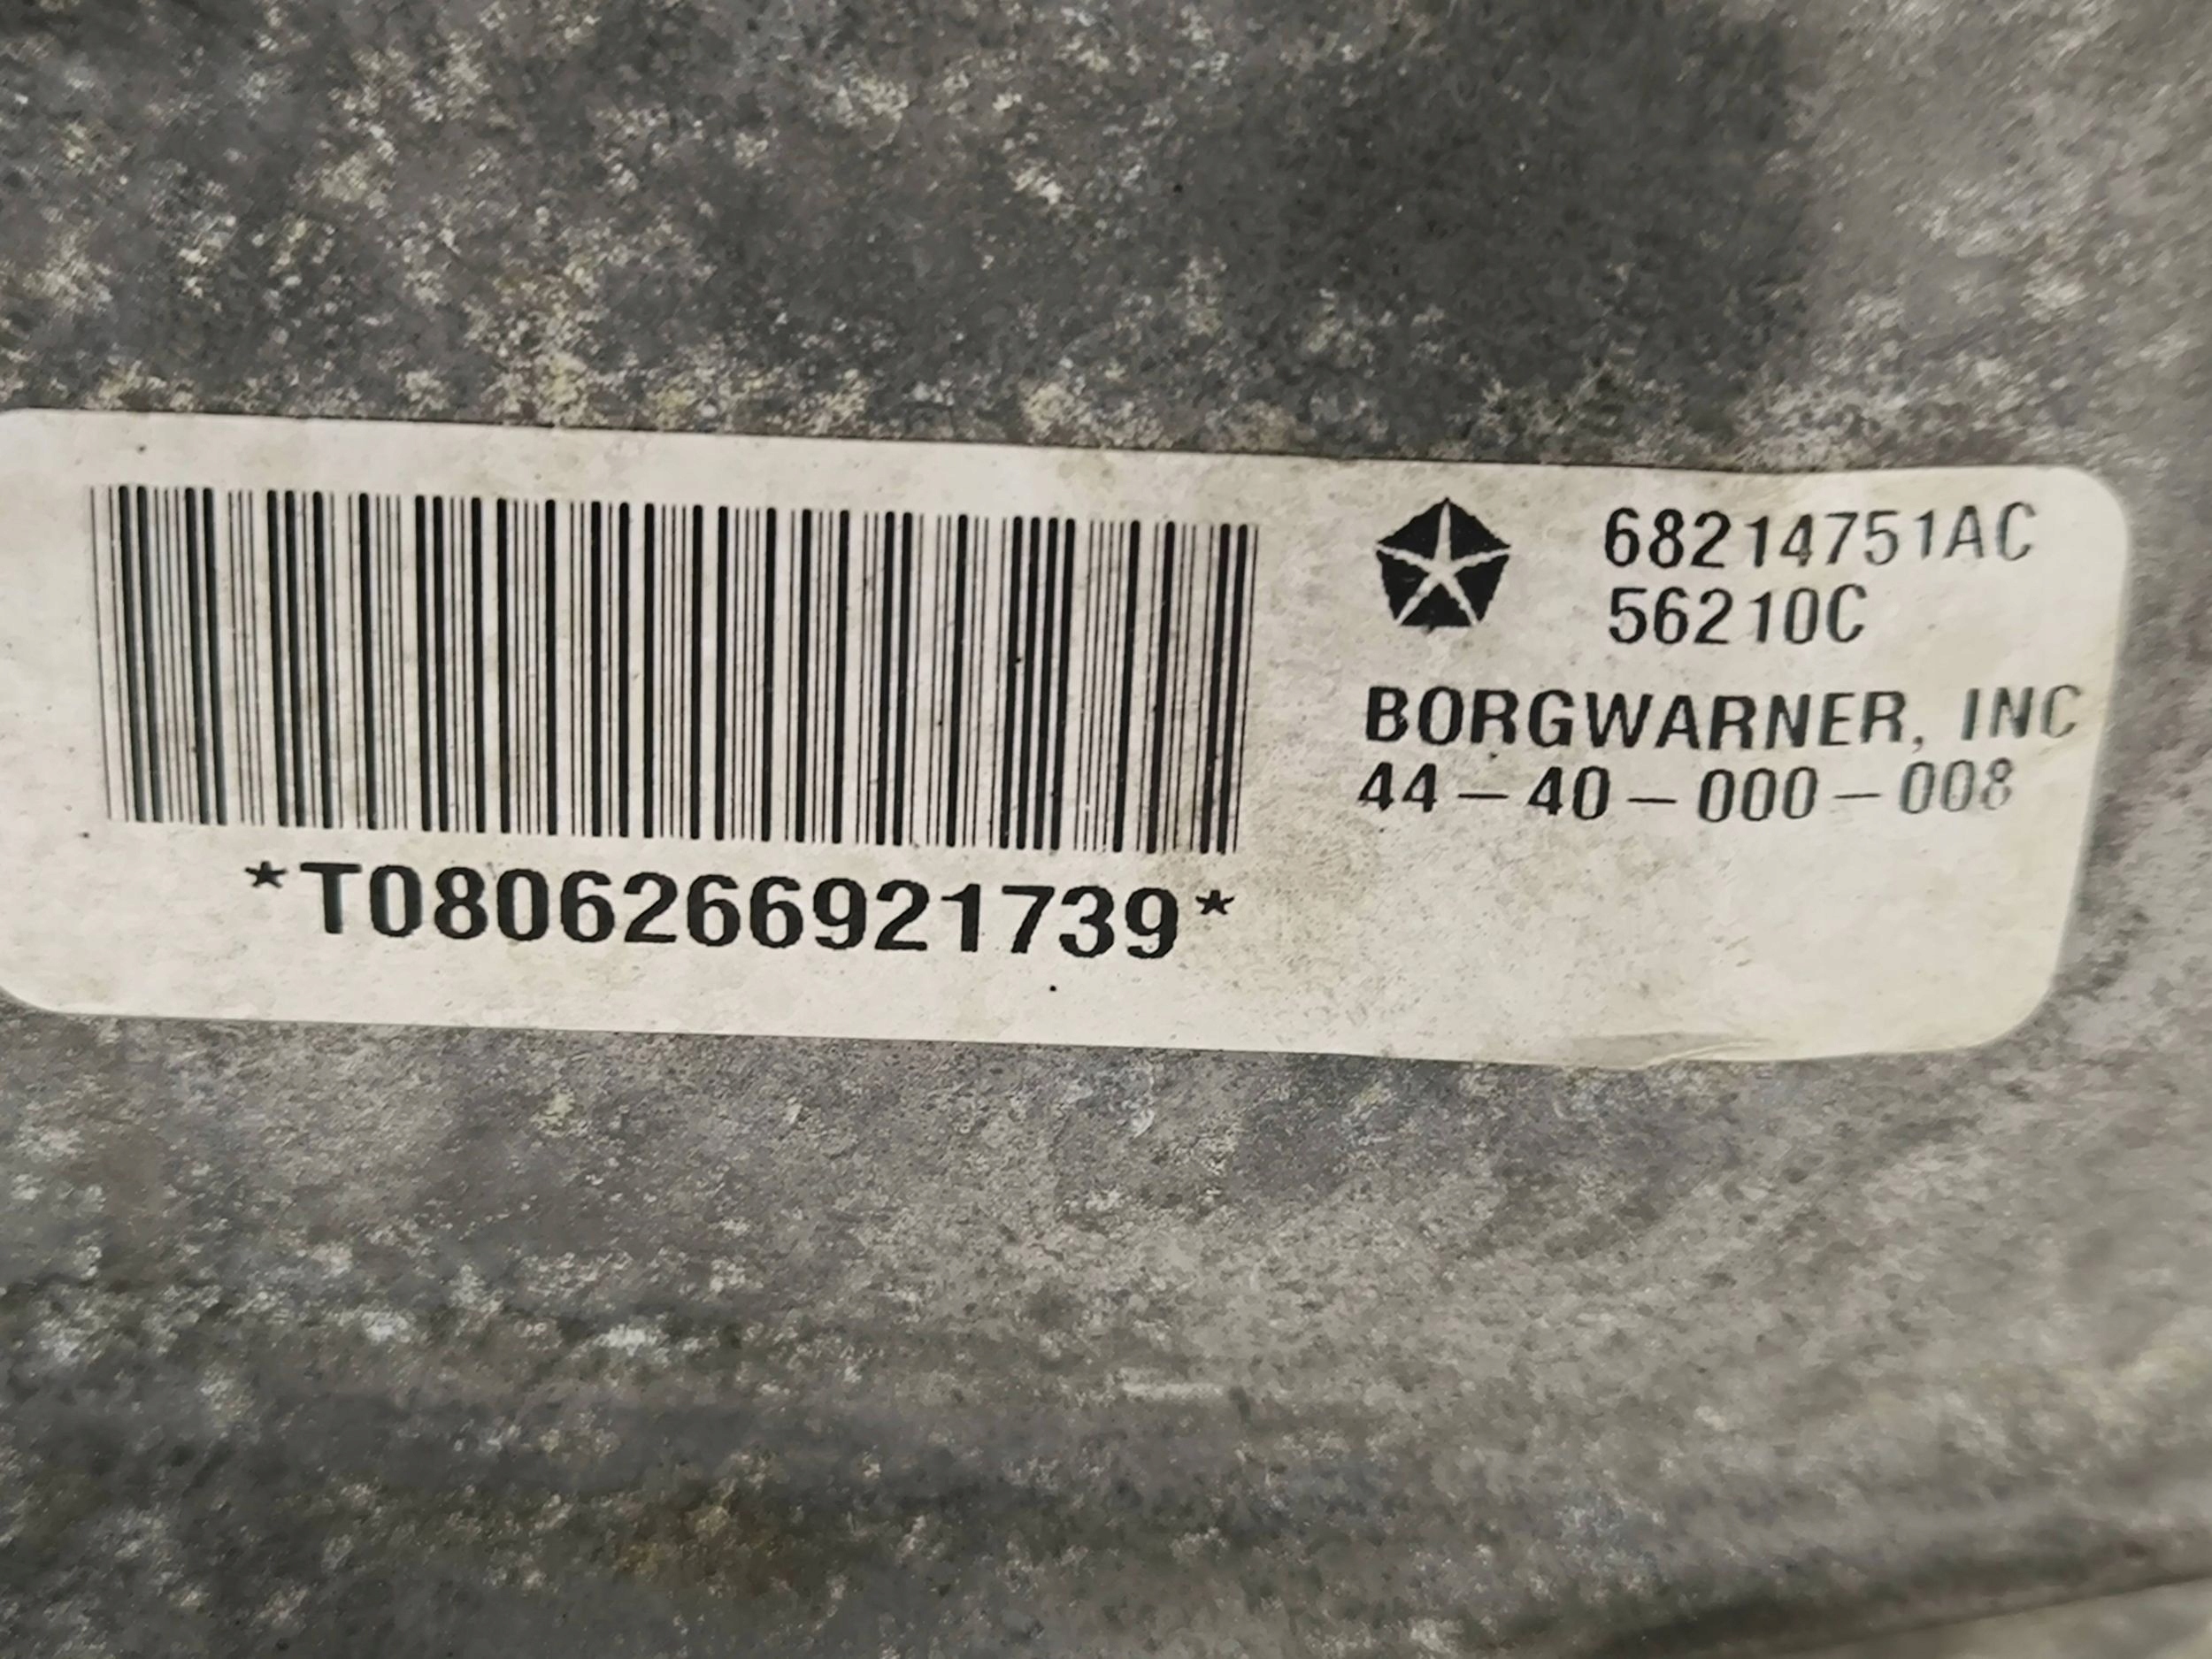 68214751AC
56210C
BORGWARNER, INC
44-40-000-008
*T0806266921739*